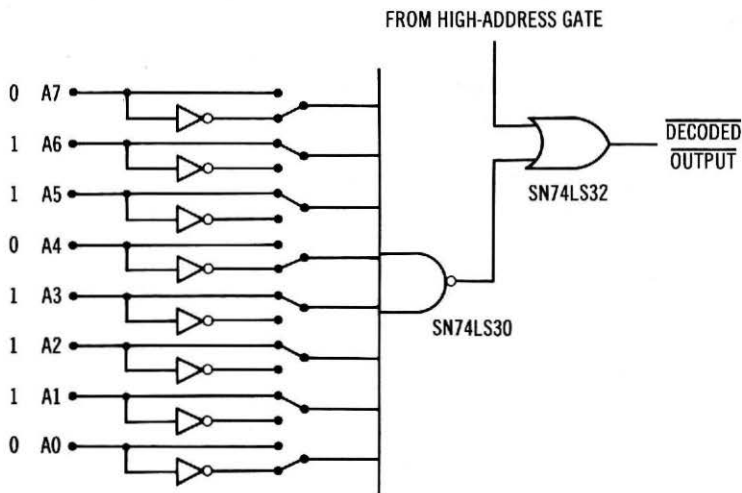 FROM HIGH-ADDRESS GATE
0 A7
1 A6
1 A5
0 A4
1 A3
1 A2
1 A1
0 A0
DECODED
OUTPUT
SN74LS32
SN74LS30